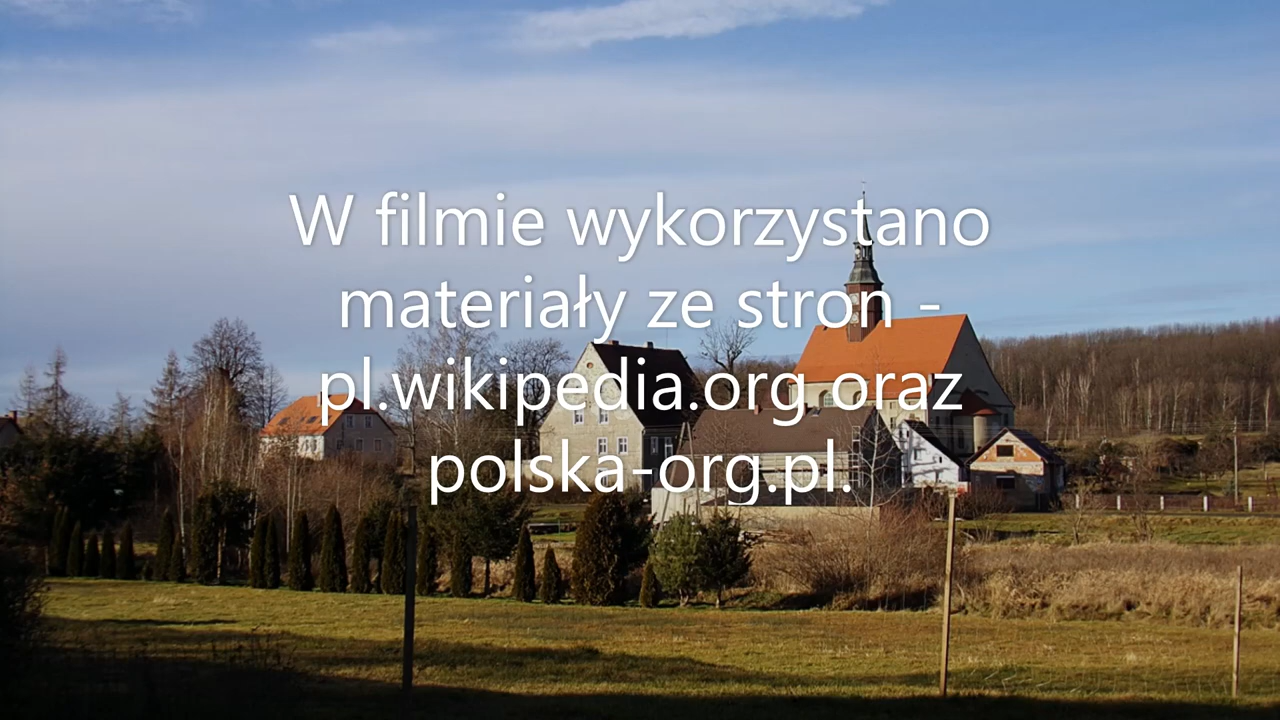 W filmie wykorzystano
materiały ze stron -
pl.wikipedia.org oraz
polska-org.pl.